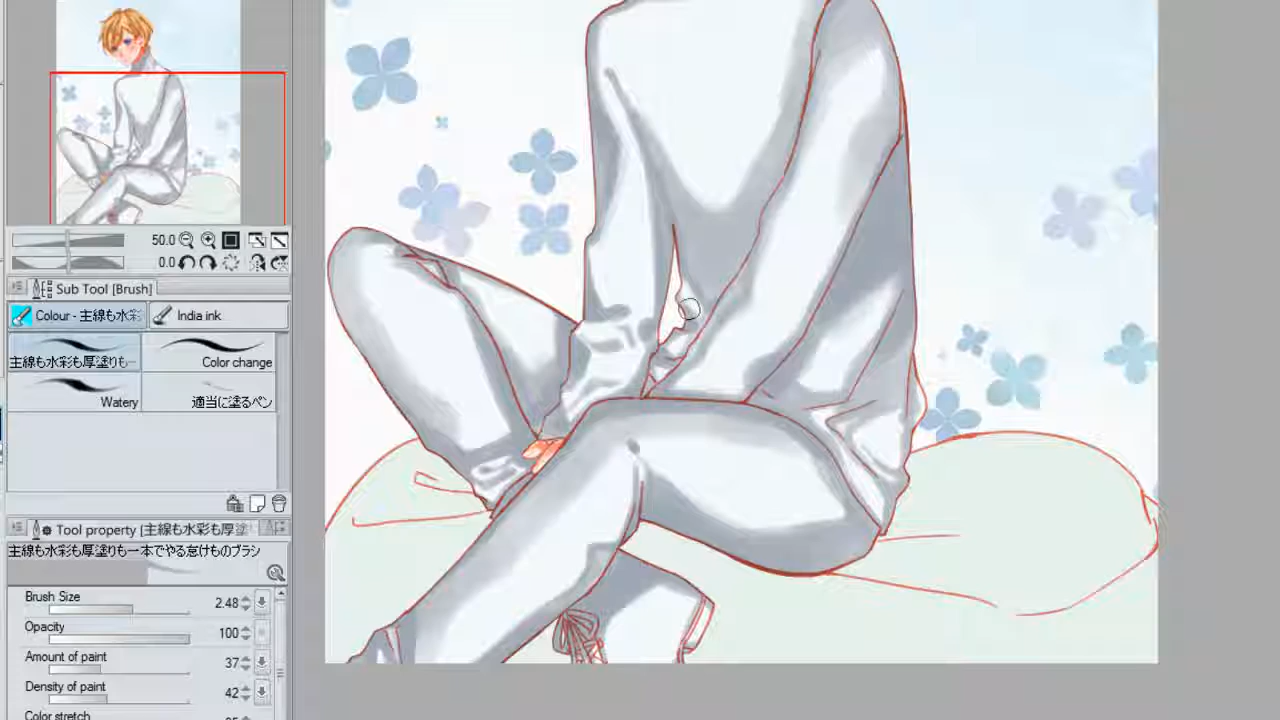 50.0
0.0
Sub Tool [Brush]
Colour - 主線も水彩
India ink
主線も水彩も厚塗りも一
Color change
Watery
適当に塗るペン
Tool property [主線も水彩も厚塗
主線も水彩も厚塗りも一本でやる怠けものブラシ
Brush Size
2.48
Opacity
100
Amount of paint
37
Density of paint
42
Color stretch